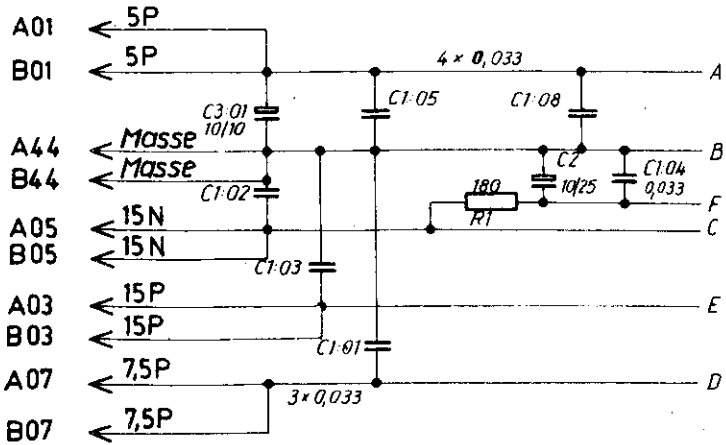 A01 5P
B01 5P 4 × 0,033 A
C3:01 C1:05 C1:08
10/10
A44 Masse B
B44 Masse C2 C1:04
C1:02 180 10/25 0,033
F
A05 15N R1 C
B05 15N
C1:03
A03 15P E
B03 15P
C1:01
A07 7,5P D
3 × 0,033
B07 7,5P